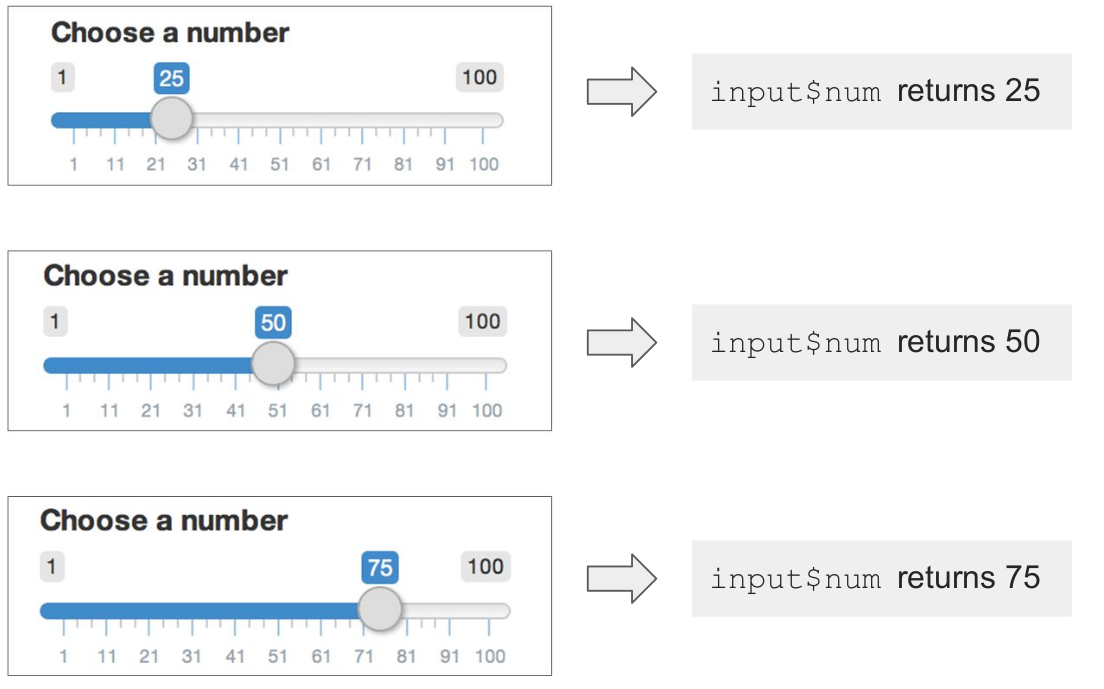 Choose a number
1 25 100
1 11 21 31 41 51 61 71 81 91 100
input$num returns 25
Choose a number
1 50 100
1 11 21 31 41 51 61 71 81 91 100
input$num returns 50
Choose a number
1 75 100
1 11 21 31 41 51 61 71 81 91 100
input$num returns 75